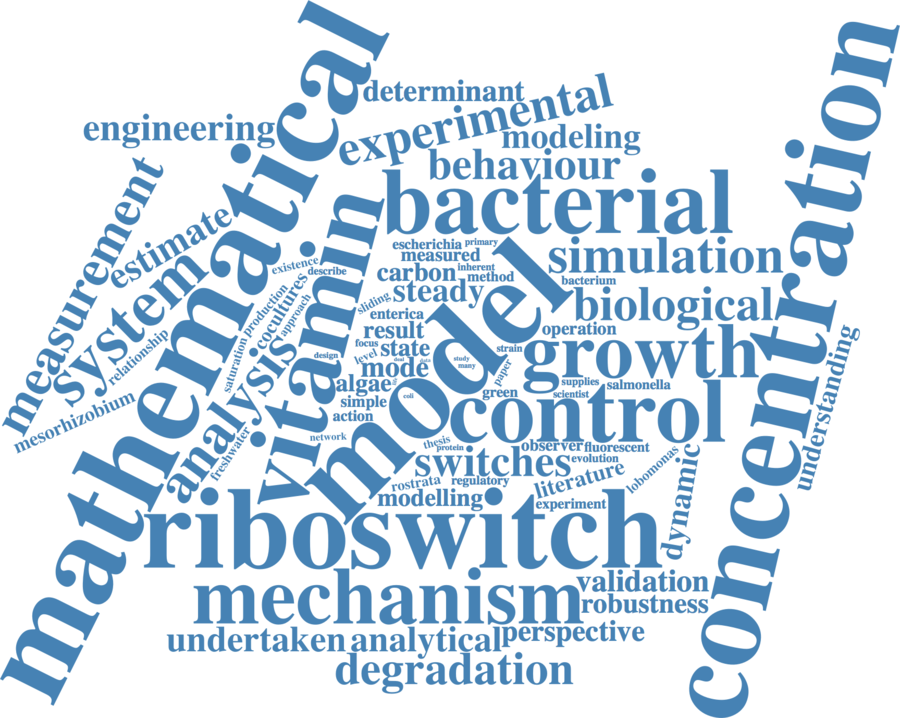 mathematical
concentration
determinant
experimental
engineering
modeling
behaviour
measurement
bacterial
estimate
vitamin
system
escherichia
primary
measured
simulation
existence
describe
carbon
inherent
method
bacterium
steady
sliding
production
cocultures
approach
biological
enterica
result
operation
model
relationship
saturation
analysis
focus
state
strain
growth
design
level
mode
dead
data
study
many
paper
algae
supplies
salmonella
understanding
simple
coli
green
scientist
action
control
mesorhizobium
freshwater
network
thesis
protein
observer
fluorescent
switches
evolution
literature
lobomonas
rostrata
regulatory
modelling
experiment
dynamic
riboswitch
mechanism
validation
robustness
undertaken
analytical
perspective
degradation